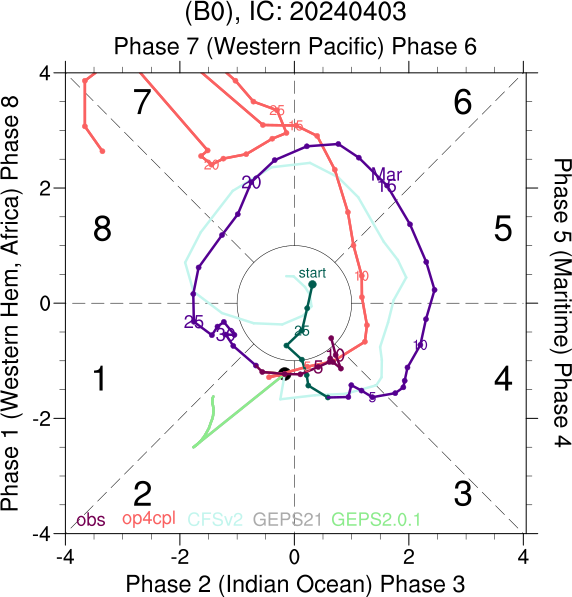 (B0), IC: 20240403
Phase 7 (Western Pacific) Phase 6
4
7
6
25
15
20
Mar
15
20
2
Phase 1 (Western Hem, Africa) Phase 8
Phase 5 (Maritime) Phase 4
8
5
start
10
0
25
25
10
10
5
1
4
5
-2
2
3
obs
op4cpl
CFSv2
GEPS21
GEPS2.0.1
-4
-4
-2
0
2
4
Phase 2 (Indian Ocean) Phase 3